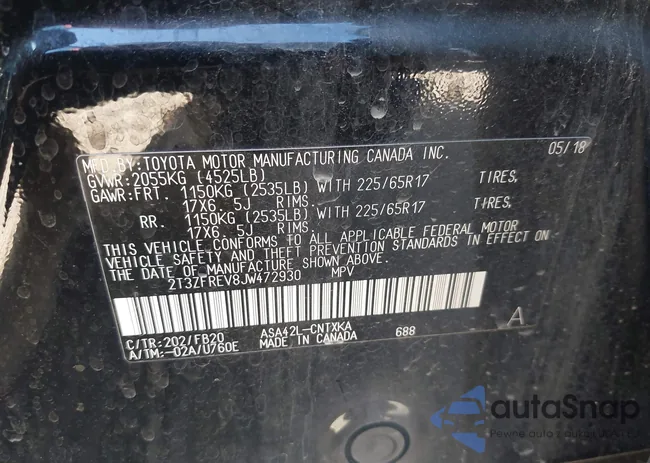 MFD.BY:TOYOTA MOTOR MANUFACTURING CANADA INC. 05/18
GVWR:2055KG (4525LB)
GAWR:FRT. 1150KG (2535LB) WITH 225/65R17 TIRES,
17X6.5J RIMS.
RR. 1150KG (2535LB) WITH 225/65R17 TIRES,
17X6.5J RIMS.
THIS VEHICLE CONFORMS TO ALL APPLICABLE FEDERAL MOTOR
VEHICLE SAFETY AND THEFT PREVENTION STANDARDS IN EFFECT ON
THE DATE OF MANUFACTURE SHOWN ABOVE.
2T3ZFREV8JW472930 MPV
C/TR:202/FB20 ASA42L-CNTXKA 688 A
A/TM:-02A/U760E MADE IN CANADA
autaSnap
Pewne auta z